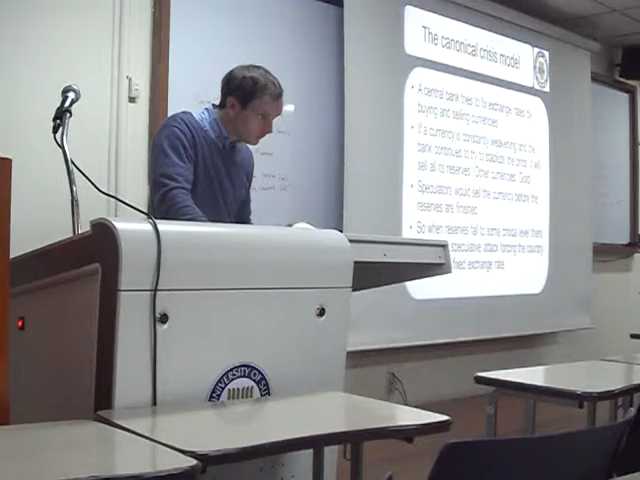 The canonical crisis model
• A central bank tries to fix exchange rates by
buying and selling currencies.
• If a currency is constantly weakening and the
bank continues to try to stabilize the price, it will
sell all its reserves: Other currencies, Gold.
• Speculators would sell the currency before the
reserves are finished.
• So when reserves fall to some critical level there
speculative attack forcing the country
fixed exchange rate.
UNIVERSITY OF